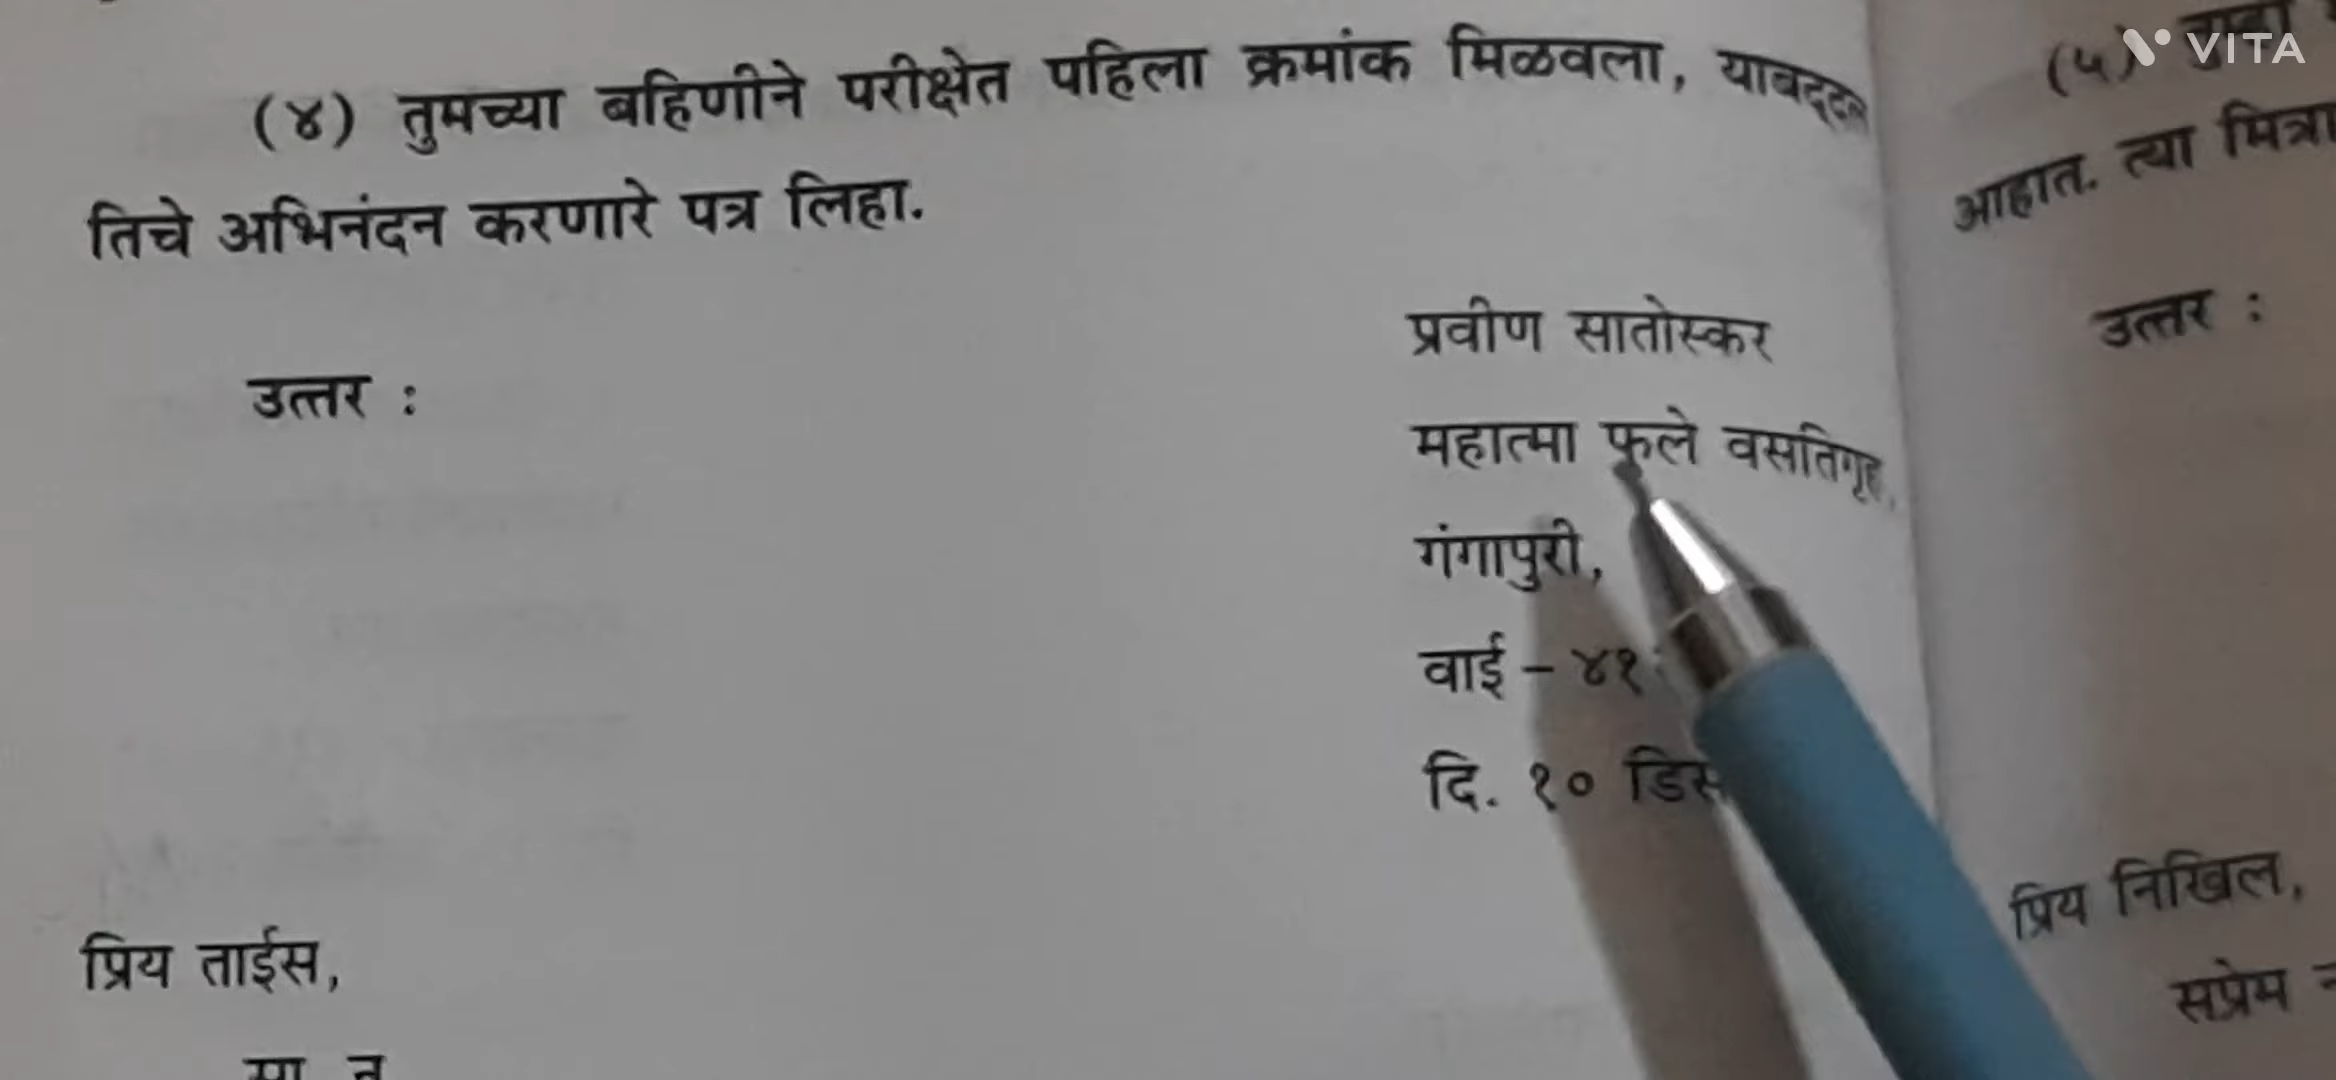 (४) तुमच्या बहिणीने परीक्षेत पहिला क्रमांक मिळवला, याबद्दल
तिचे अभिनंदन करणारे पत्र लिहा.
उत्तर :
प्रवीण सातोस्कर
महात्मा फुले वसतिगृह,
गंगापुरी,
वाई – ४१
दि. १०
प्रिय ताईस,
(५)
आहात. त्या
उत्तर :
प्रिय निखिल,
सप्रेम
VITA